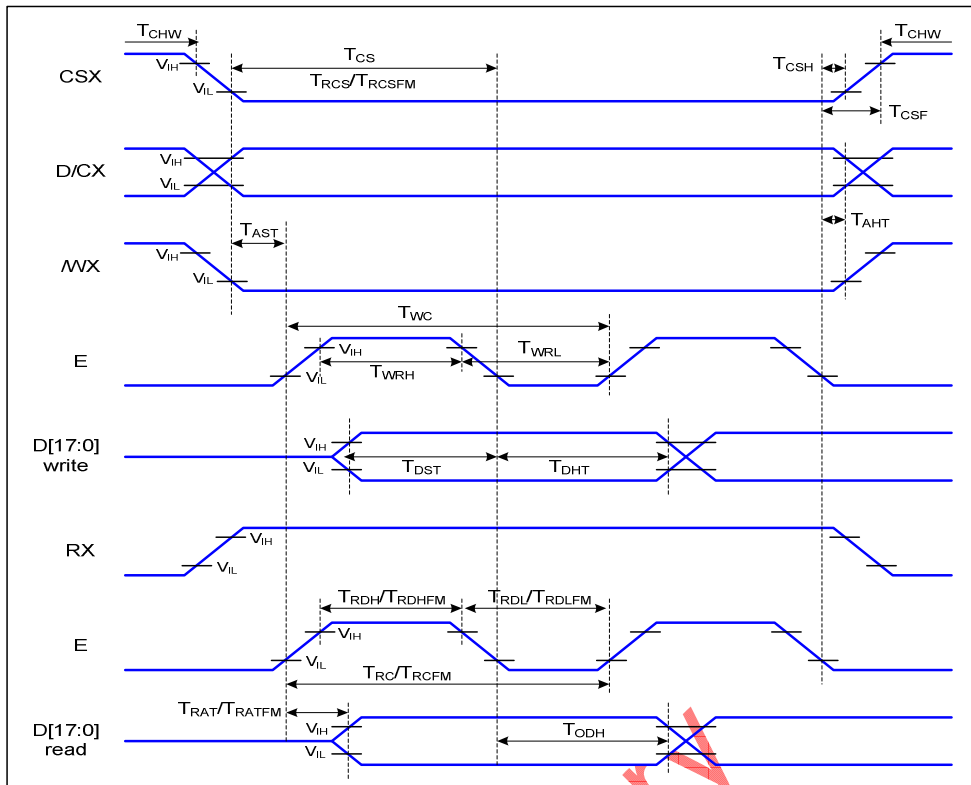 TCHW TCHW
TCS
CSX VIH TCSH
VIL TRCS/TRCSFM
TCSF
D/CX VIH
VIL
TAST TAHT
/WX VIH
VIL
TWC
E VIH TWRL
VIL TWRH
D[17:0] write VIH
VIL TDST TDHT
RX VIH
VIL
TRDH/TRDHFM TRDL/TRDLFM
E VIH
VIL
TRC/TRCFM
TRAT/TRATFM
D[17:0] read VIH TODH
VIL